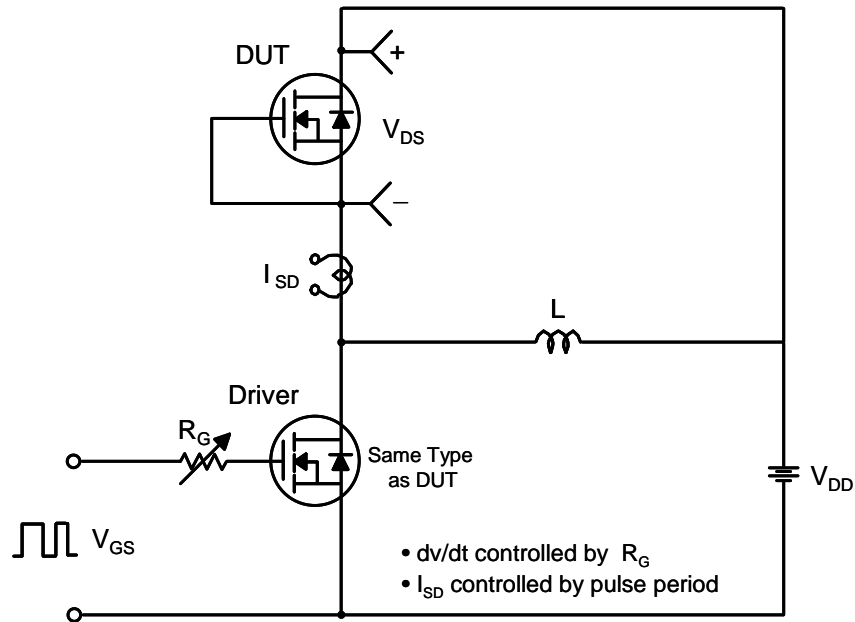 DUT
+
V_DS
–
I_SD
L
Driver
R_G
Same Type
as DUT
V_DD
V_GS
• dv/dt controlled by R_G
• I_SD controlled by pulse period